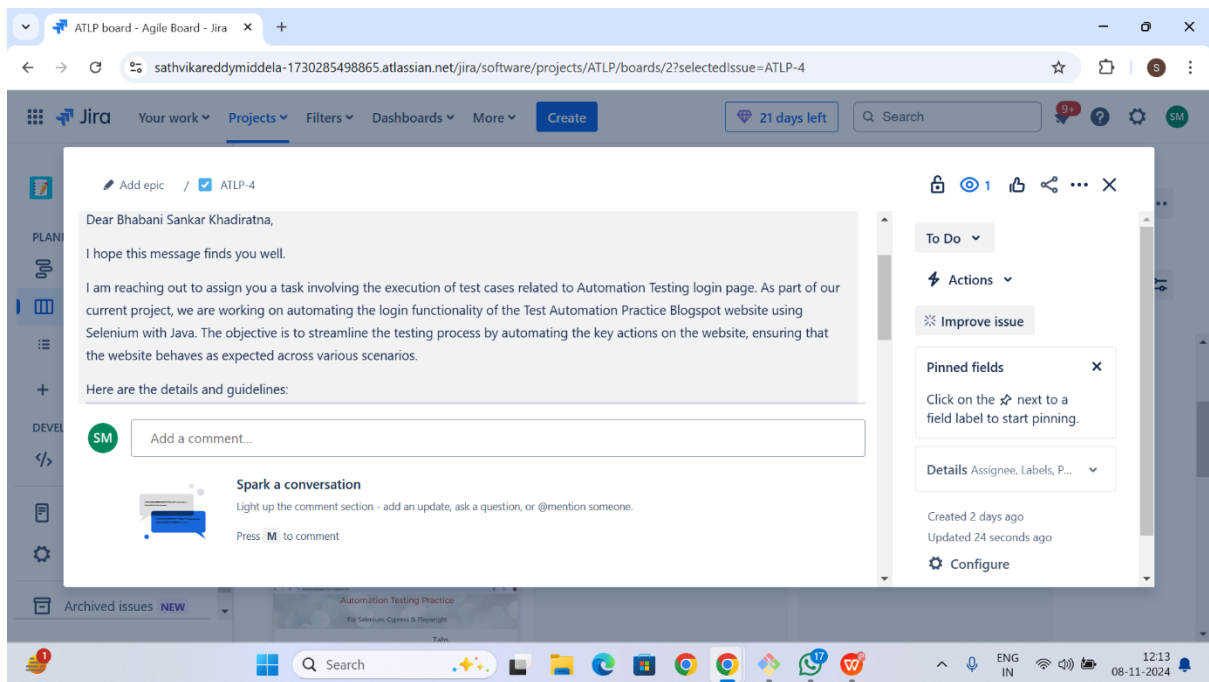 ATLP board - Agile Board - Jira
sathvikareddymiddela-1730285498865.atlassian.net/jira/software/projects/ATLP/boards/2?selectedIssue=ATLP-4
S
Jira Your work Projects Filters Dashboards More Create 21 days left Search 9+ SM
Add epic / ATLP-4 1
PLANI
DEVEL
Dear Bhabani Sankar Khadiratna,
I hope this message finds you well.
I am reaching out to assign you a task involving the execution of test cases related to Automation Testing login page. As part of our
current project, we are working on automating the login functionality of the Test Automation Practice Blogspot website using
Selenium with Java. The objective is to streamline the testing process by automating the key actions on the website, ensuring that
the website behaves as expected across various scenarios.
Here are the details and guidelines:
SM Add a comment...
Spark a conversation
Light up the comment section - add an update, ask a question, or @mention someone.
Press M to comment
To Do
Actions
Improve issue
Pinned fields
Click on the next to a
field label to start pinning.
Details Assignee, Labels, P...
Created 2 days ago
Updated 24 seconds ago
Configure
Archived issues NEW
Automation Testing Practice
For Selenium, Cypress & Playwright
Tabs
1
Search
17
W
2
ENG
IN
12:13
08-11-2024